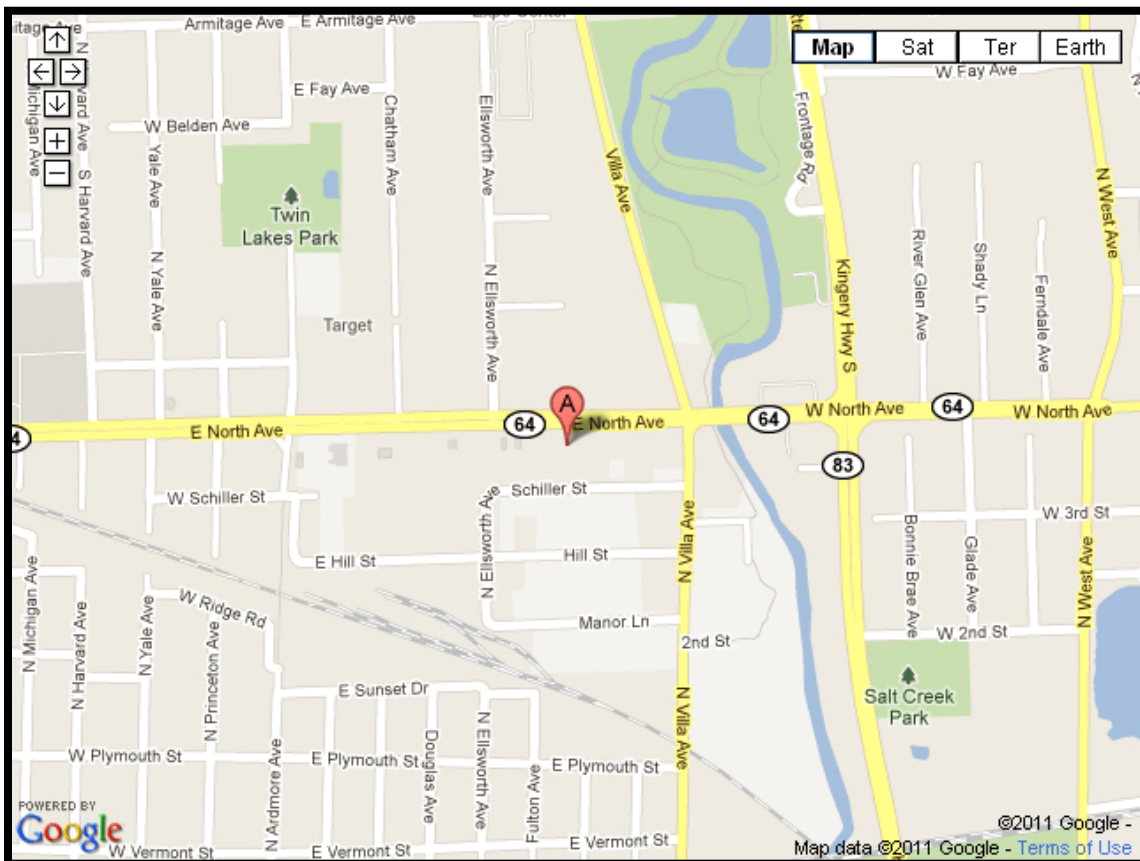 Armitage Ave
E Armitage Ave
Map
Sat
Ter
Earth
W Fay Ave
E Fay Ave
W Belden Ave
Chatham Ave
Ellsworth Ave
Villa Ave
Frontage Rd
N West Ave
Michigan Ave
S Harvard Ave
Yale Ave
N Yale Ave
Twin
Lakes Park
N Ellsworth Ave
Target
Kingery Hwy S
River Glen Ave
Shady Ln
Ferndale Ave
A
E North Ave
64
E North Ave
64
W North Ave
64
W North Ave
83
W Schiller St
Schiller St
N Ellsworth Ave
N Villa Ave
Bonnie Brae Ave
Glade Ave
W 3rd St
N West Ave
E Hill St
Hill St
N Michigan Ave
N Harvard Ave
N Yale Ave
W Ridge Rd
N Princeton Ave
Manor Ln
2nd St
W 2nd St
E Sunset Dr
Salt Creek
Park
N Villa Ave
W Plymouth St
E Plymouth St
E Plymouth St
N Ardmore Ave
Douglas Ave
N Ellsworth Ave
Fulton Ave
POWERED BY
Google
W Vermont St
E Vermont St
E Vermont St
©2011 Google -
Map data ©2011 Google - Terms of Use